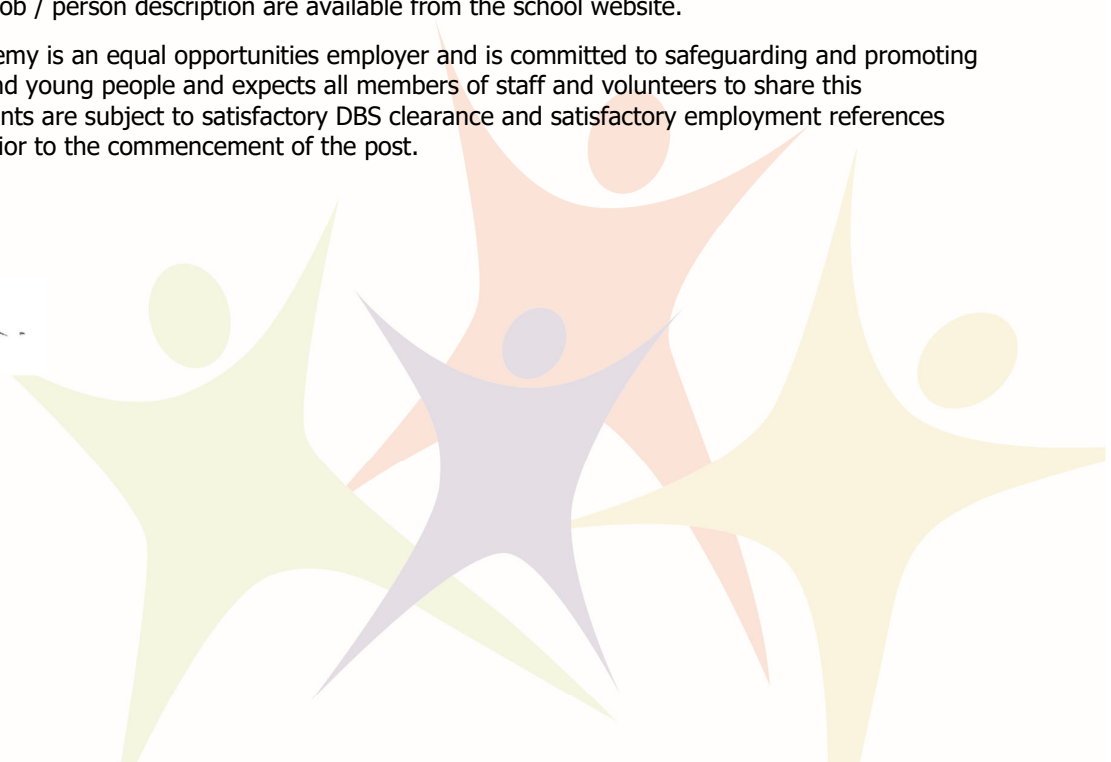 ob / person description are available from the school website.
emy is an equal opportunities employer and is committed to safeguarding and promoting
nd young people and expects all members of staff and volunteers to share this
nts are subject to satisfactory DBS clearance and satisfactory employment references
ior to the commencement of the post.